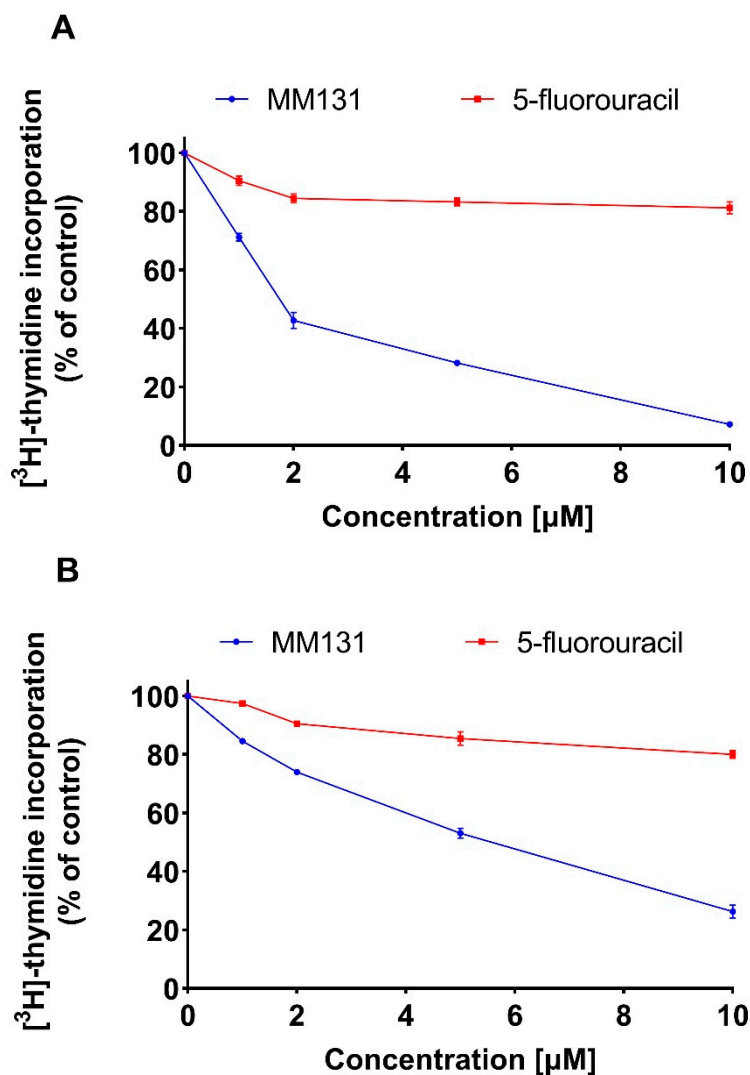 A
MM131 5-fluorouracil
[³H]-thymidine incorporation
(% of control)
100
80
60
40
20
0
0 2 4 6 8 10
Concentration [µM]
B
MM131 5-fluorouracil
[³H]-thymidine incorporation
(% of control)
100
80
60
40
20
0
0 2 4 6 8 10
Concentration [µM]